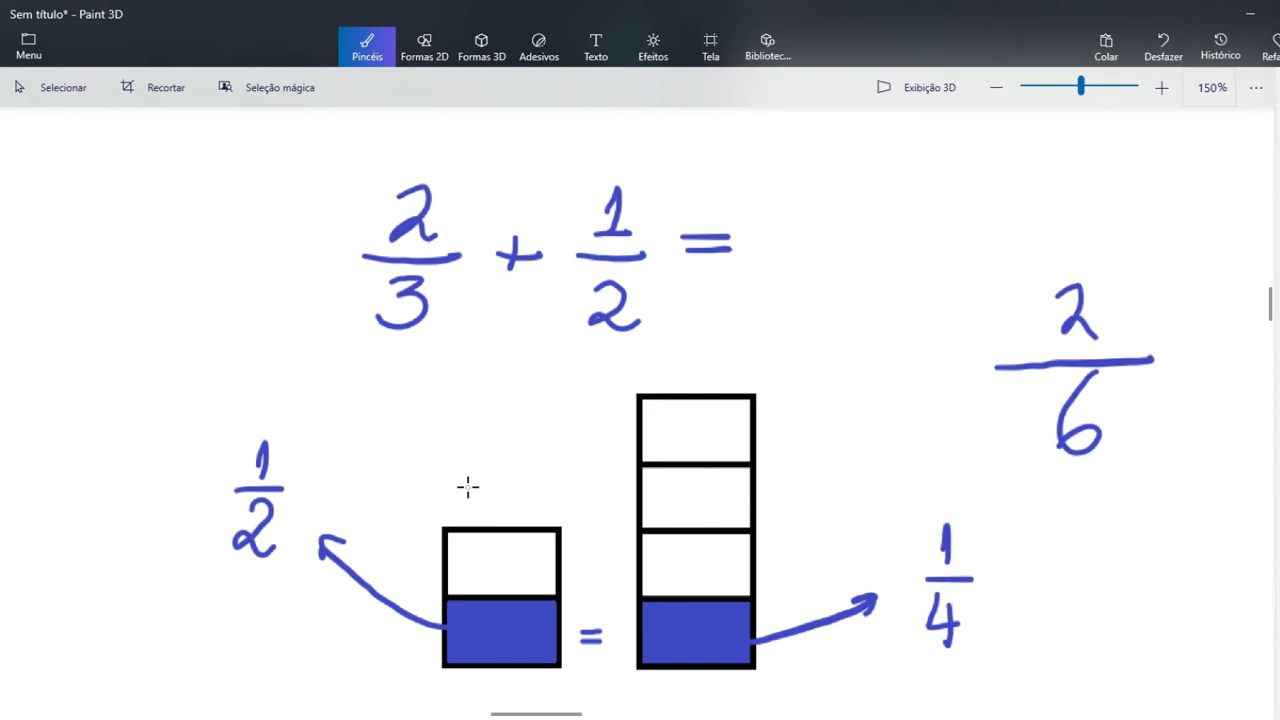 Sem título* - Paint 3D
Menu
Pincéis
Formas 2D
Formas 3D
Adesivos
Texto
Efeitos
Tela
Bibliotec...
Colar
Desfazer
Histórico
Refa
Selecionar
Recortar
Seleção mágica
Exibição 3D
150%
2/3 + 1/2 =
2/6
1/2
=
1/4